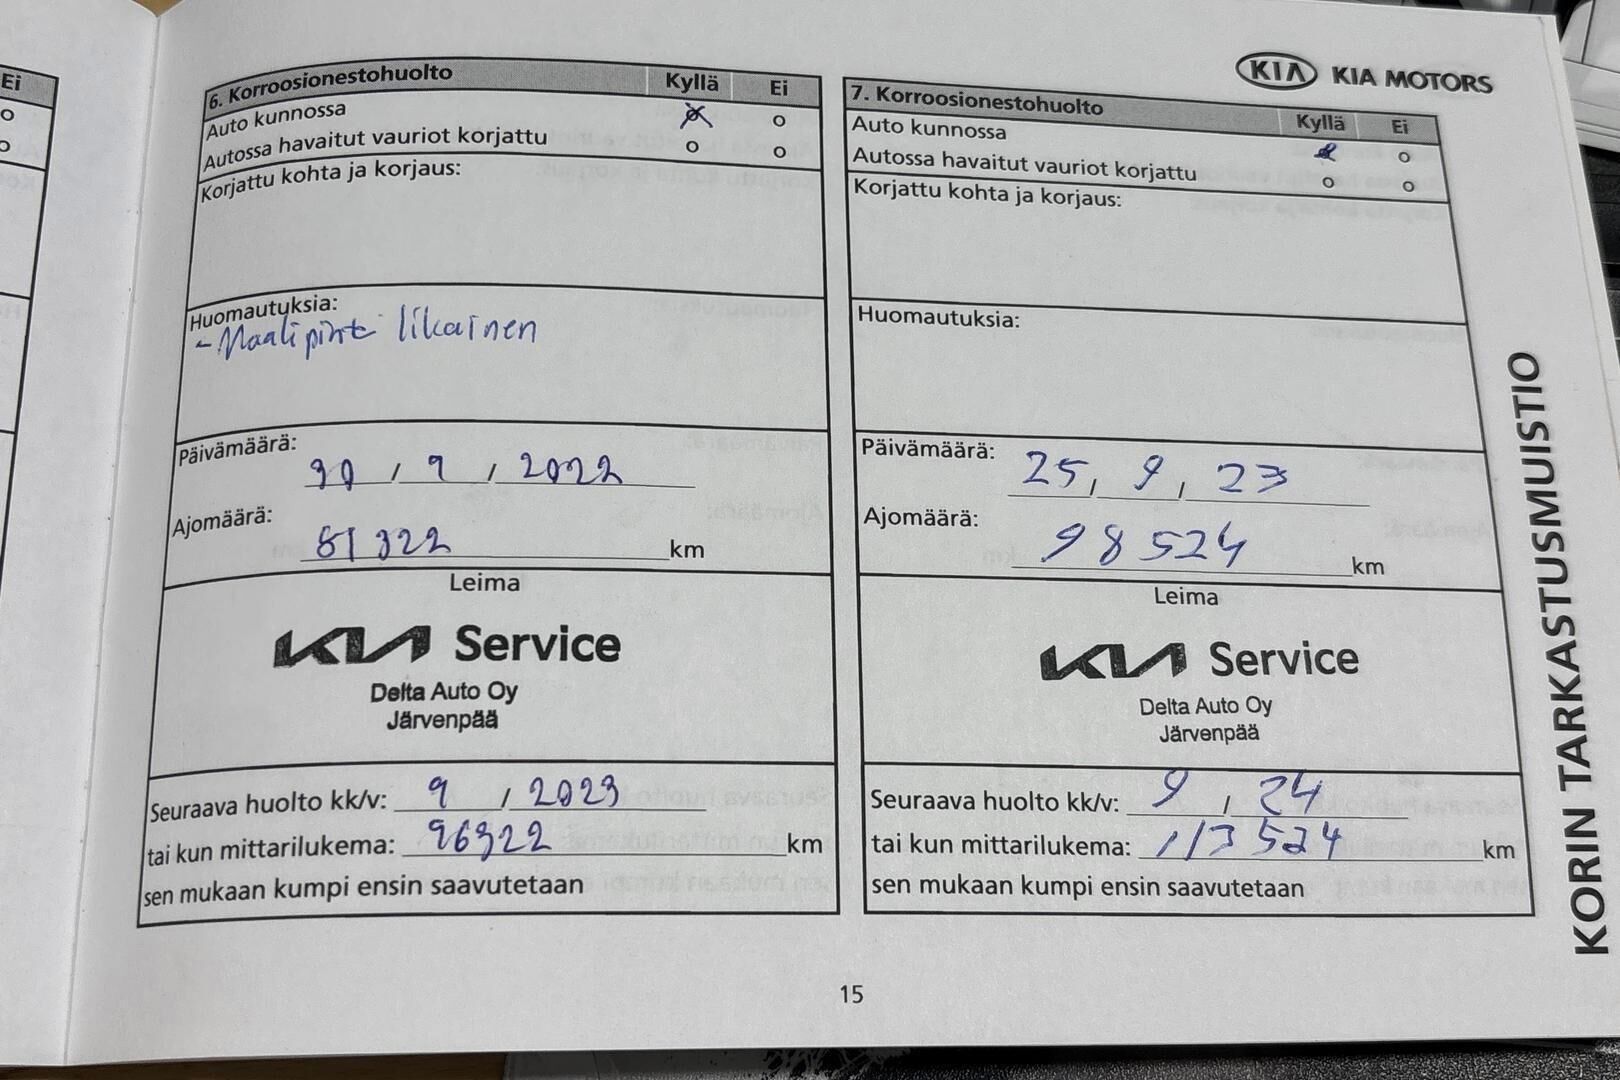 Ei
o
o
KIA KIA MOTORS
6. Korroosionestohuolto Kyllä Ei
Auto kunnossa o
Autossa havaitut vauriot korjattu o o
Korjattu kohta ja korjaus:
Huomautuksia:
- Maalipinta likainen
Päivämäärä:
30 / 9 / 2022
Ajomäärä:
81322 km
Leima
KIA Service
Delta Auto Oy
Järvenpää
Seuraava huolto kk/v: 9 / 2023
tai kun mittarilukema: 96322 km
sen mukaan kumpi ensin saavutetaan
7. Korroosionestohuolto Kyllä Ei
Auto kunnossa o
Autossa havaitut vauriot korjattu o o
Korjattu kohta ja korjaus:
Huomautuksia:
Päivämäärä: 25 / 9 / 23
Ajomäärä:
98524 km
Leima
KIA Service
Delta Auto Oy
Järvenpää
Seuraava huolto kk/v: 9 / 24
tai kun mittarilukema: 113524 km
sen mukaan kumpi ensin saavutetaan
KORIN TARKASTUSMUISTIO
15